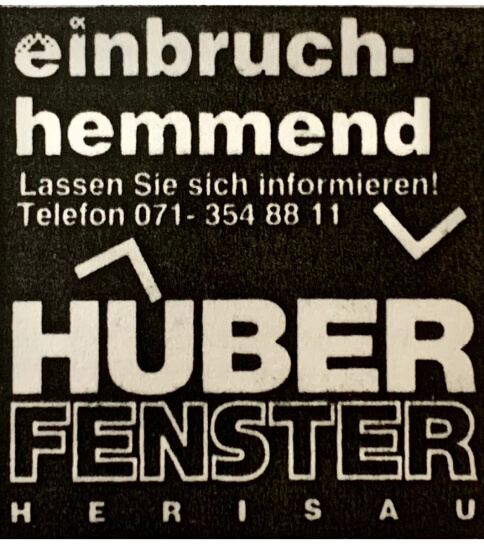 einbruch-
hemmend
Lassen Sie sich informieren!
Telefon 071- 354 88 11
HUBER
FENSTER
HERISAU